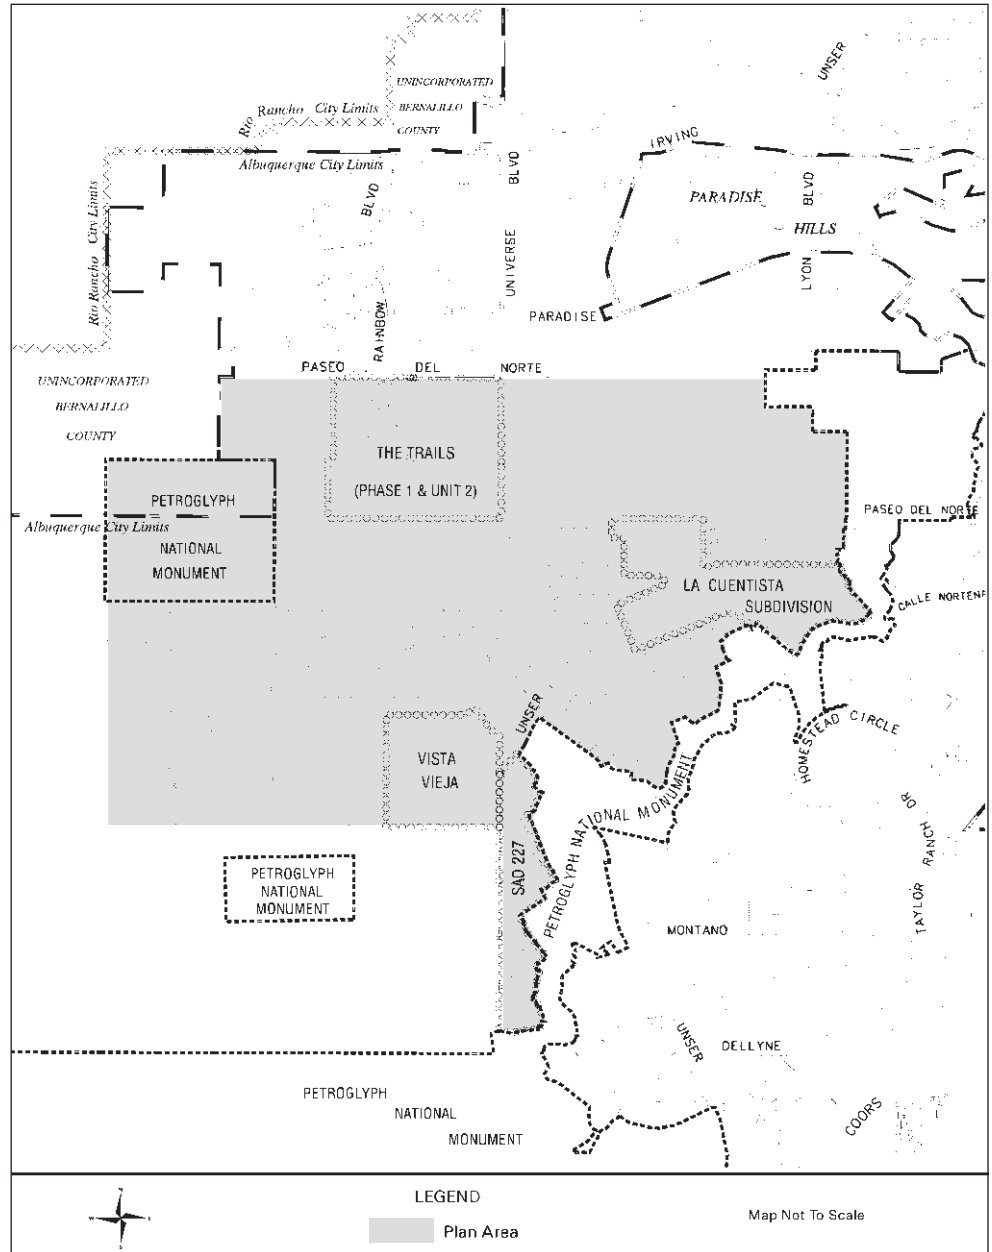 UNSER
UNINCORPORATED
BERNALILLO
COUNTY
Rio Rancho City Limits
Albuquerque City Limits
IRVING
BLVD
BLVD
BLVD
PARADISE
HILLS
Rio Rancho City Limits
UNIVERSE
LYON
RAINBOW
PARADISE
PASEO DEL NORTE
UNINCORPORATED
BERNALILLO
COUNTY
THE TRAILS
(PHASE 1 & UNIT 2)
PETROGLYPH
Albuquerque City Limits
NATIONAL
MONUMENT
PASEO DEL NORTE
LA CUENTISTA
SUBDIVISION
CALLE NORTEN
UNSER
HOMESTEAD CIRCLE
VISTA
VIEJA
PETROGLYPH NATIONAL MONUMENT
SAD 227
TAYLOR RANCH DR
PETROGLYPH
NATIONAL
MONUMENT
MONTANO
UNSER
DELLYNE
PETROGLYPH
NATIONAL
MONUMENT
COORS
N
W E
S
LEGEND
Plan Area
Map Not To Scale